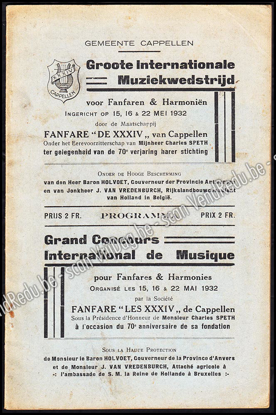 GEMEENTE CAPPELLEN
CAPPELLEN
Groote Internationale
Muziekwedstrijd
voor Fanfaren & Harmoniën
INGERICHT OP 15, 16 & 22 MEI 1932
door de Maatschappij
FANFARE "DE XXXIV" van Cappellen
Onder het Eerevoorzitterschap van Mijnheer Charles SPETH
ter gelegenheid van de 70e verjaring harer stichting
ONDER DE HOOGE BESCHERMING
van den Heer Baron HOLVOET, Gouverneur der Provincie Antwerpen
en van Jonkheer J. VAN VREDENBURCH, Rijkslandbouwconsulent
van Holland in België.
PRIJS 2 FR. PROGRAMMA PRIX 2 FR.
Grand Concours
International de Musique
pour Fanfares & Harmonies
ORGANISÉ LES 15, 16 & 22 MAI 1932
par la Société
FANFARE "LES XXXIV" de Cappellen
Sous la Présidence d'Honneur de Monsieur Charles SPETH
à l'occasion du 70e anniversaire de sa fondation
SOUS LA HAUTE PROTECTION
de Monsieur le Baron HOLVOET, Gouverneur de la Province d'Anvers
et de Monsieur J. VAN VREDENBURCH, Attaché agricole à
l'ambassade de S. M. la Reine de Hollande à Bruxelles